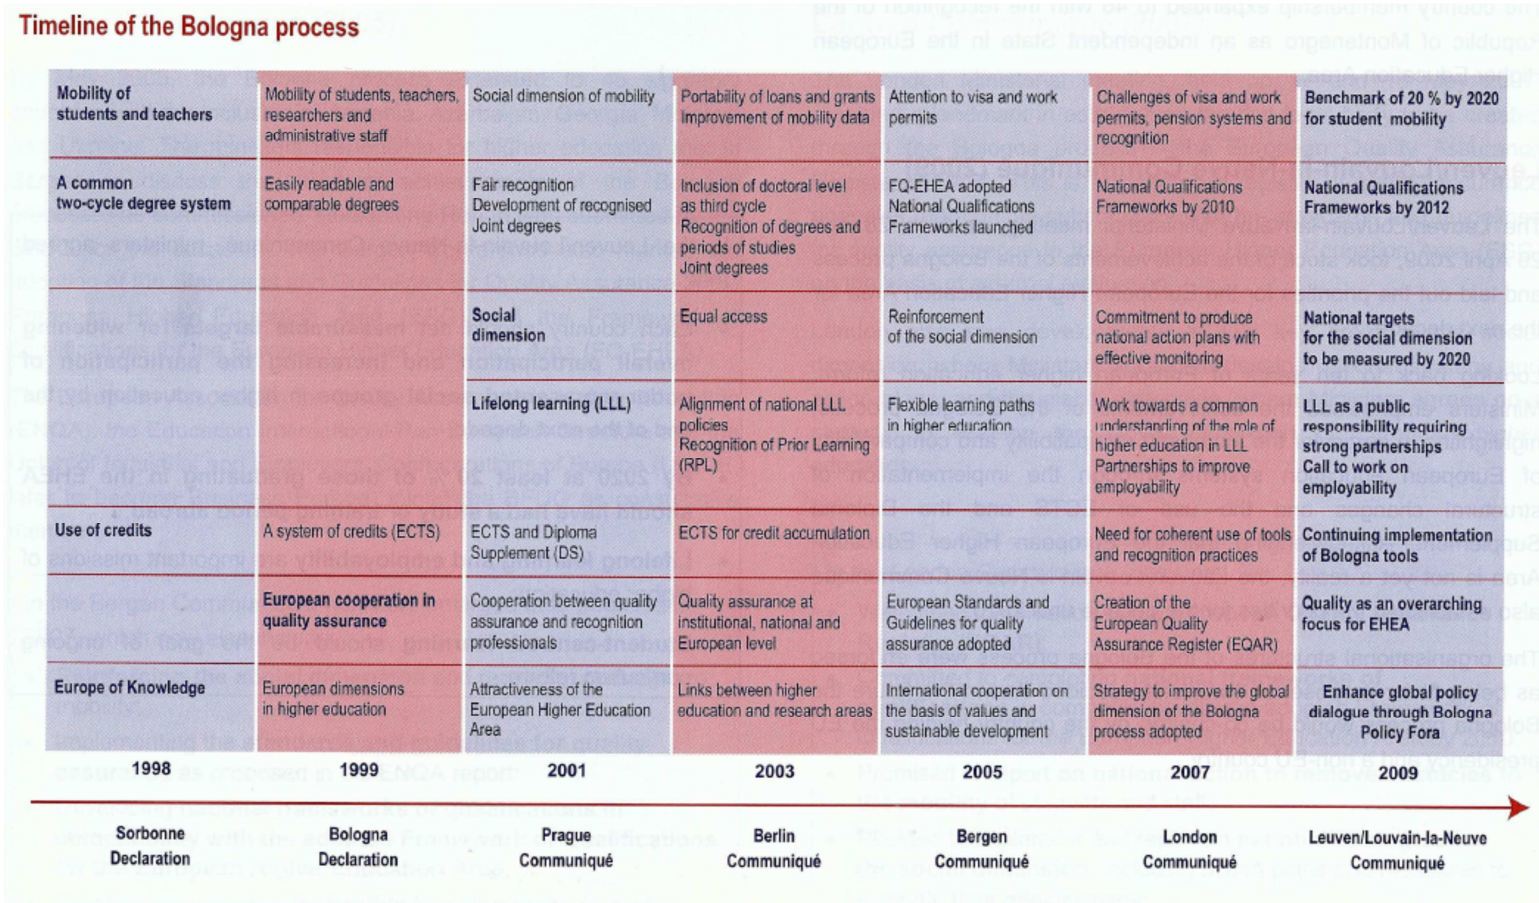 Timeline of the Bologna process
Mobility of
students and teachers
Mobility of students, teachers,
researchers and
administrative staff
Social dimension of mobility
Portability of loans and grants
Improvement of mobility data
Attention to visa and work
permits
Challenges of visa and work
permits, pension systems and
recognition
Benchmark of 20 % by 2020
for student mobility
A common
two-cycle degree system
Easily readable and
comparable degrees
Fair recognition
Development of recognised
Joint degrees
Inclusion of doctoral level
as third cycle
Recognition of degrees and
periods of studies
Joint degrees
FQ-EHEA adopted
National Qualifications
Frameworks launched
National Qualifications
Frameworks by 2010
National Qualifications
Frameworks by 2012
Social
dimension
Equal access
Reinforcement
of the social dimension
Commitment to produce
national action plans with
effective monitoring
National targets
for the social dimension
to be measured by 2020
Lifelong learning (LLL)
Alignment of national LLL
policies
Recognition of Prior Learning
(RPL)
Flexible learning paths
in higher education
Work towards a common
understanding of the role of
higher education in LLL
Partnerships to improve
employability
LLL as a public
responsibility requiring
strong partnerships
Call to work on
employability
Use of credits
A system of credits (ECTS)
ECTS and Diploma
Supplement (DS)
ECTS for credit accumulation
Need for coherent use of tools
and recognition practices
Continuing implementation
of Bologna tools
European cooperation in
quality assurance
Cooperation between quality
assurance and recognition
professionals
Quality assurance at
institutional, national and
European level
European Standards and
Guidelines for quality
assurance adopted
Creation of the
European Quality
Assurance Register (EQAR)
Quality as an overarching
focus for EHEA
Europe of Knowledge
European dimensions
in higher education
Attractiveness of the
European Higher Education
Area
Links between higher
education and research areas
International cooperation on
the basis of values and
sustainable development
Strategy to improve the global
dimension of the Bologna
process adopted
Enhance global policy
dialogue through Bologna
Policy Fora
1998
1999
2001
2003
2005
2007
2009
Sorbonne
Declaration
Bologna
Declaration
Prague
Communiqué
Berlin
Communiqué
Bergen
Communiqué
London
Communiqué
Leuven/Louvain-la-Neuve
Communiqué